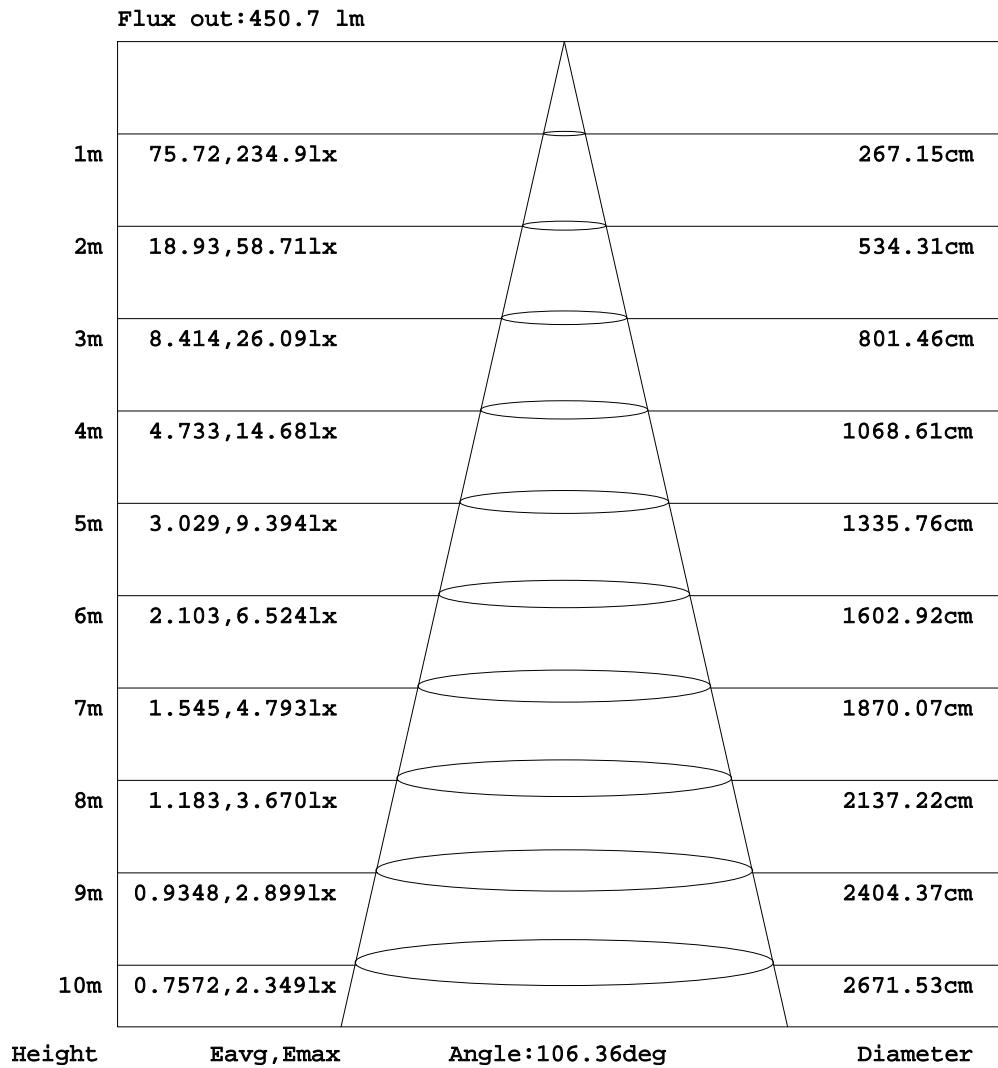 Flux out:450.7 lm
1m 75.72,234.9lx 267.15cm
2m 18.93,58.71lx 534.31cm
3m 8.414,26.09lx 801.46cm
4m 4.733,14.68lx 1068.61cm
5m 3.029,9.394lx 1335.76cm
6m 2.103,6.524lx 1602.92cm
7m 1.545,4.793lx 1870.07cm
8m 1.183,3.670lx 2137.22cm
9m 0.9348,2.899lx 2404.37cm
10m 0.7572,2.349lx 2671.53cm
Height Eavg,Emax Angle:106.36deg Diameter